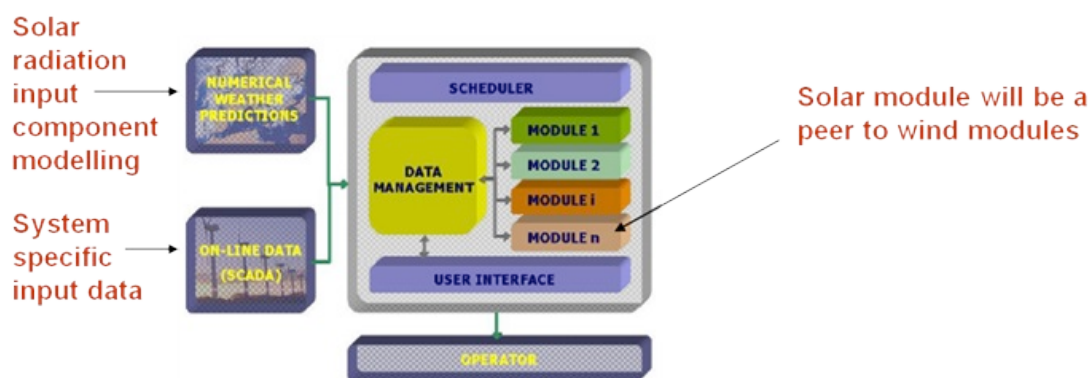 Solar
radiation
input
component
modelling
NUMERICAL
WEATHER
PREDICTIONS
System
specific
input data
ON-LINE DATA
(SCADA)
SCHEDULER
DATA
MANAGEMENT
MODULE 1
MODULE 2
MODULE i
MODULE n
USER INTERFACE
OPERATOR
Solar module will be a
peer to wind modules